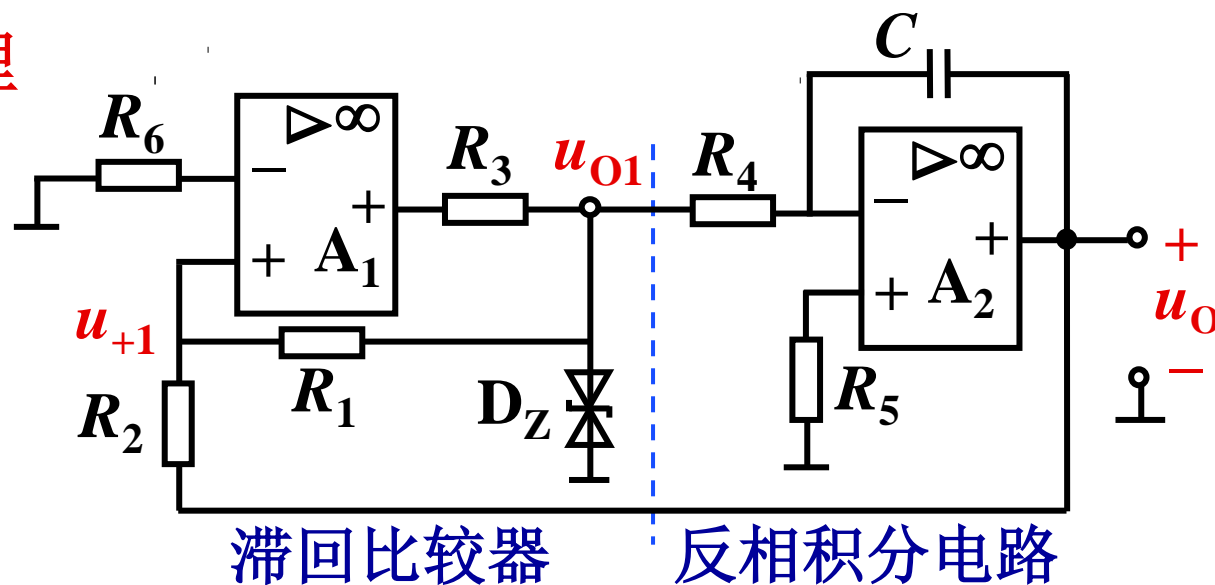 理
C
R6
▷∞
R3
uO1
R4
▷∞
−
+
−
+
+ A1
+ A2
+
uO
−
u+1
R1
R2
DZ
R5
滞回比较器
反相积分电路